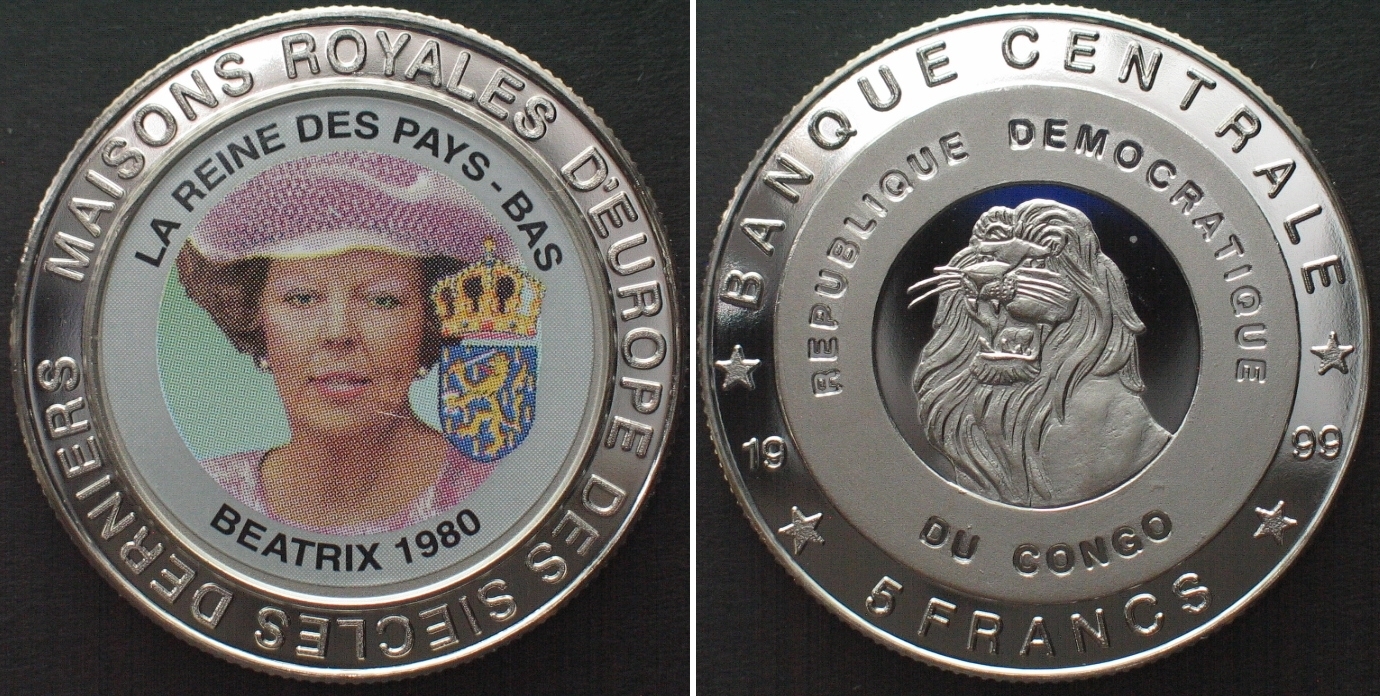 MAISONS ROYALES D'EUROPE DES SIECLES DERNIERS
LA REINE DES PAYS-BAS
BEATRIX 1980
BANQUE CENTRALE
REPUBLIQUE DEMOCRATIQUE
DU CONGO
19 99
5 FRANCS